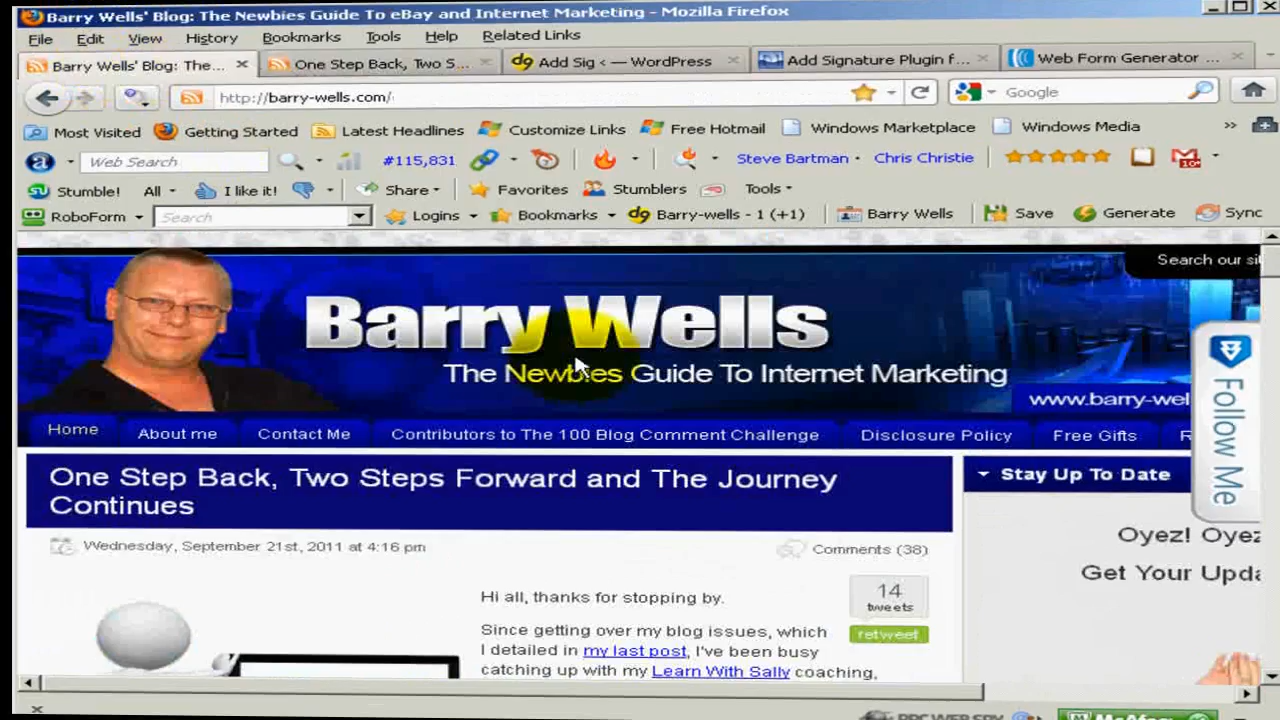 Barry Wells' Blog: The Newbies Guide To eBay and Internet Marketing - Mozilla Firefox
File Edit View History Bookmarks Tools Help Related Links
Barry Wells' Blog: The... One Step Back, Two S... Add Sig < — WordPress Add Signature Plugin f... Web Form Generator ...
http://barry-wells.com/ Google
Most Visited Getting Started Latest Headlines Customize Links Free Hotmail Windows Marketplace Windows Media
Web Search #115,831 Steve Bartman Chris Christie
Stumble! All I like it! Share Favorites Stumblers Tools
RoboForm Search Logins Bookmarks Barry-wells - 1 (+1) Barry Wells Save Generate Sync
Search our si
Barry Wells
The Newbies Guide To Internet Marketing
www.barry-wel
Follow Me
Home About me Contact Me Contributors to The 100 Blog Comment Challenge Disclosure Policy Free Gifts R
One Step Back, Two Steps Forward and The Journey
Continues
Stay Up To Date
Wednesday, September 21st, 2011 at 4:16 pm Comments (38)
Oyez! Oyez
Get Your Upda
14
tweets
retweet
Hi all, thanks for stopping by.
Since getting over my blog issues, which
I detailed in my last post, I've been busy
catching up with my Learn With Sally coaching,